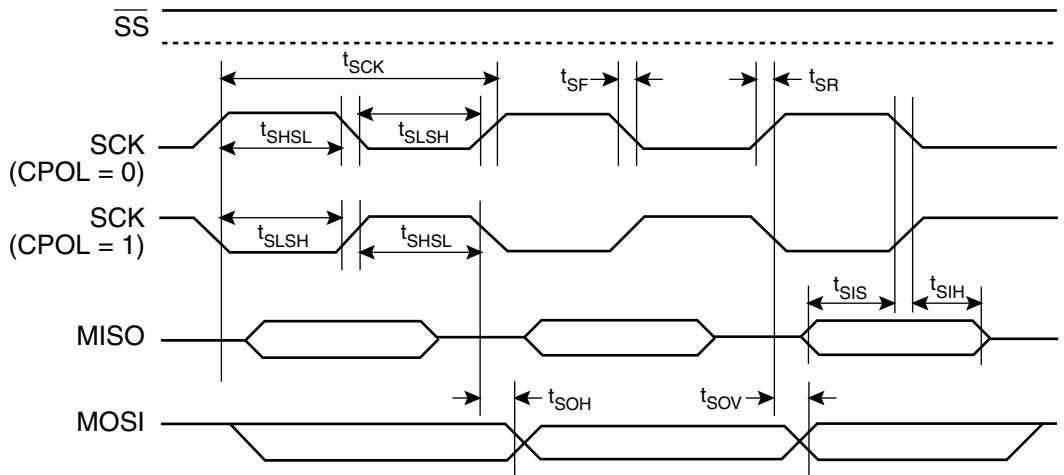 SS
tSCK
tSF
tSR
SCK
(CPOL = 0)
tSHSL
tSLSH
SCK
(CPOL = 1)
tSLSH
tSHSL
tSIS
tSIH
MISO
tSOH
tSOV
MOSI